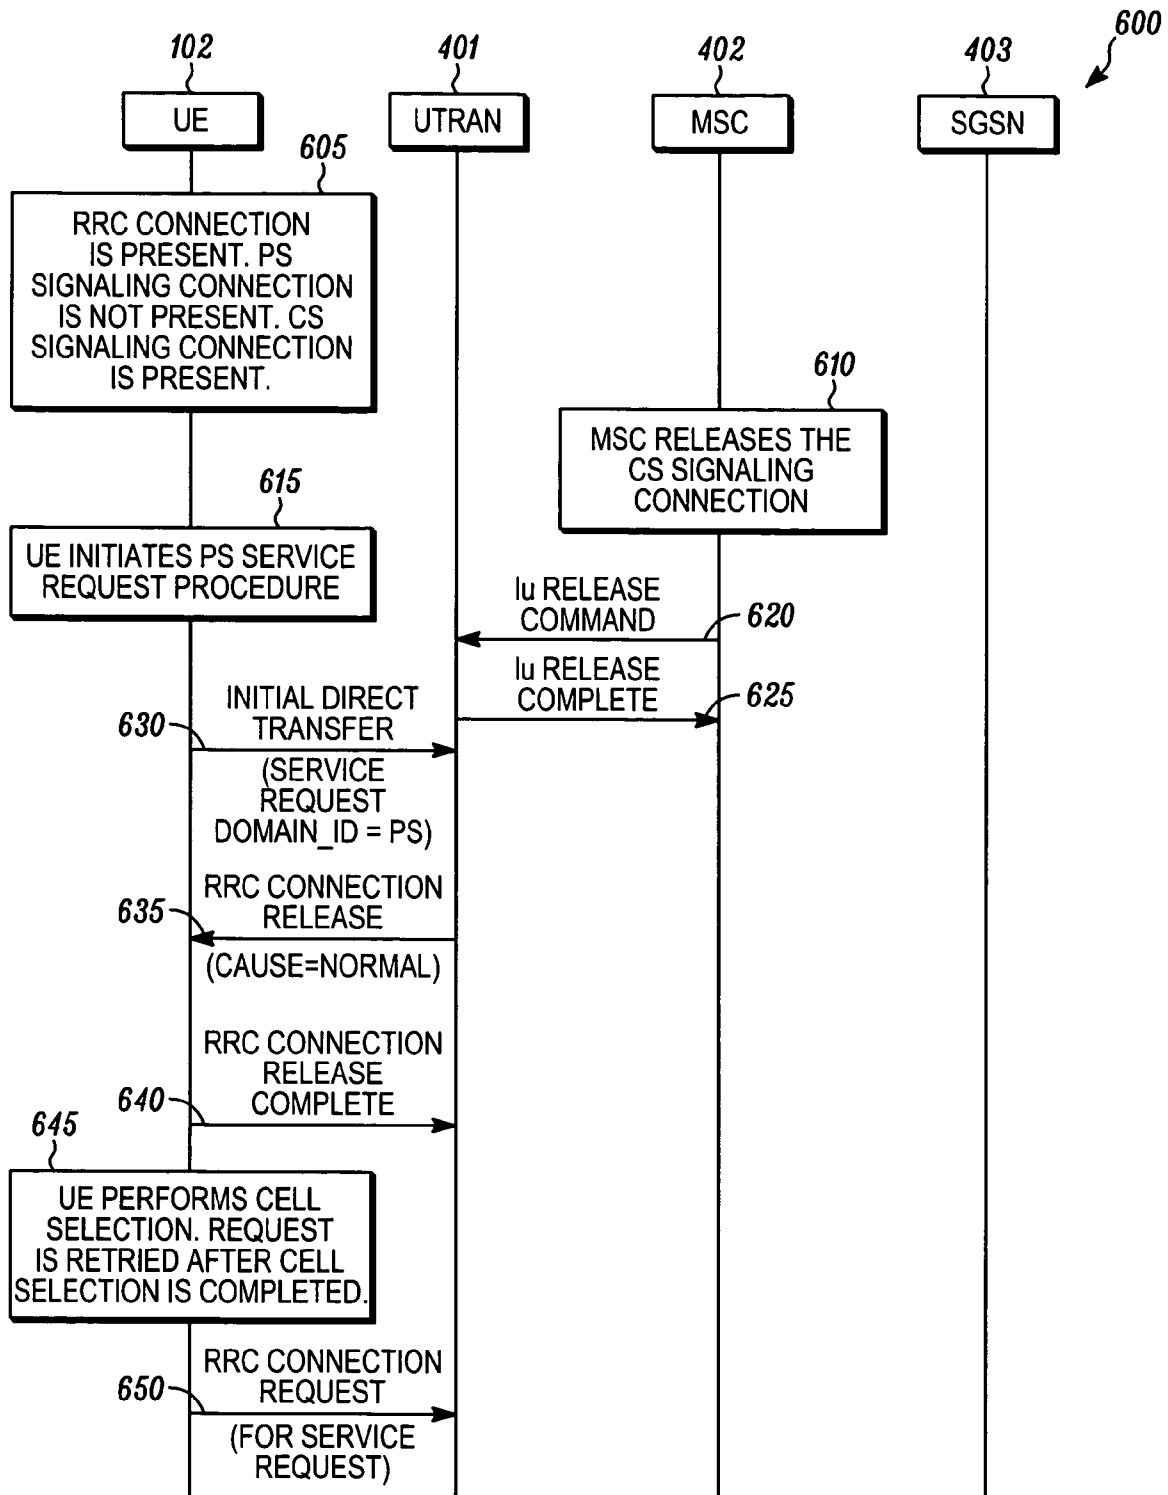 600
102
401
402
403
UE
UTRAN
MSC
SGSN
605
RRC CONNECTION
IS PRESENT. PS
SIGNALING CONNECTION
IS NOT PRESENT. CS
SIGNALING CONNECTION
IS PRESENT.
610
MSC RELEASES THE
CS SIGNALING
CONNECTION
615
UE INITIATES PS SERVICE
REQUEST PROCEDURE
Iu RELEASE
COMMAND
620
Iu RELEASE
COMPLETE
625
INITIAL DIRECT
TRANSFER
630
(SERVICE
REQUEST
DOMAIN_ID = PS)
RRC CONNECTION
RELEASE
635
(CAUSE=NORMAL)
RRC CONNECTION
RELEASE
COMPLETE
640
645
UE PERFORMS CELL
SELECTION. REQUEST
IS RETRIED AFTER CELL
SELECTION IS COMPLETED.
RRC CONNECTION
REQUEST
650
(FOR SERVICE
REQUEST)